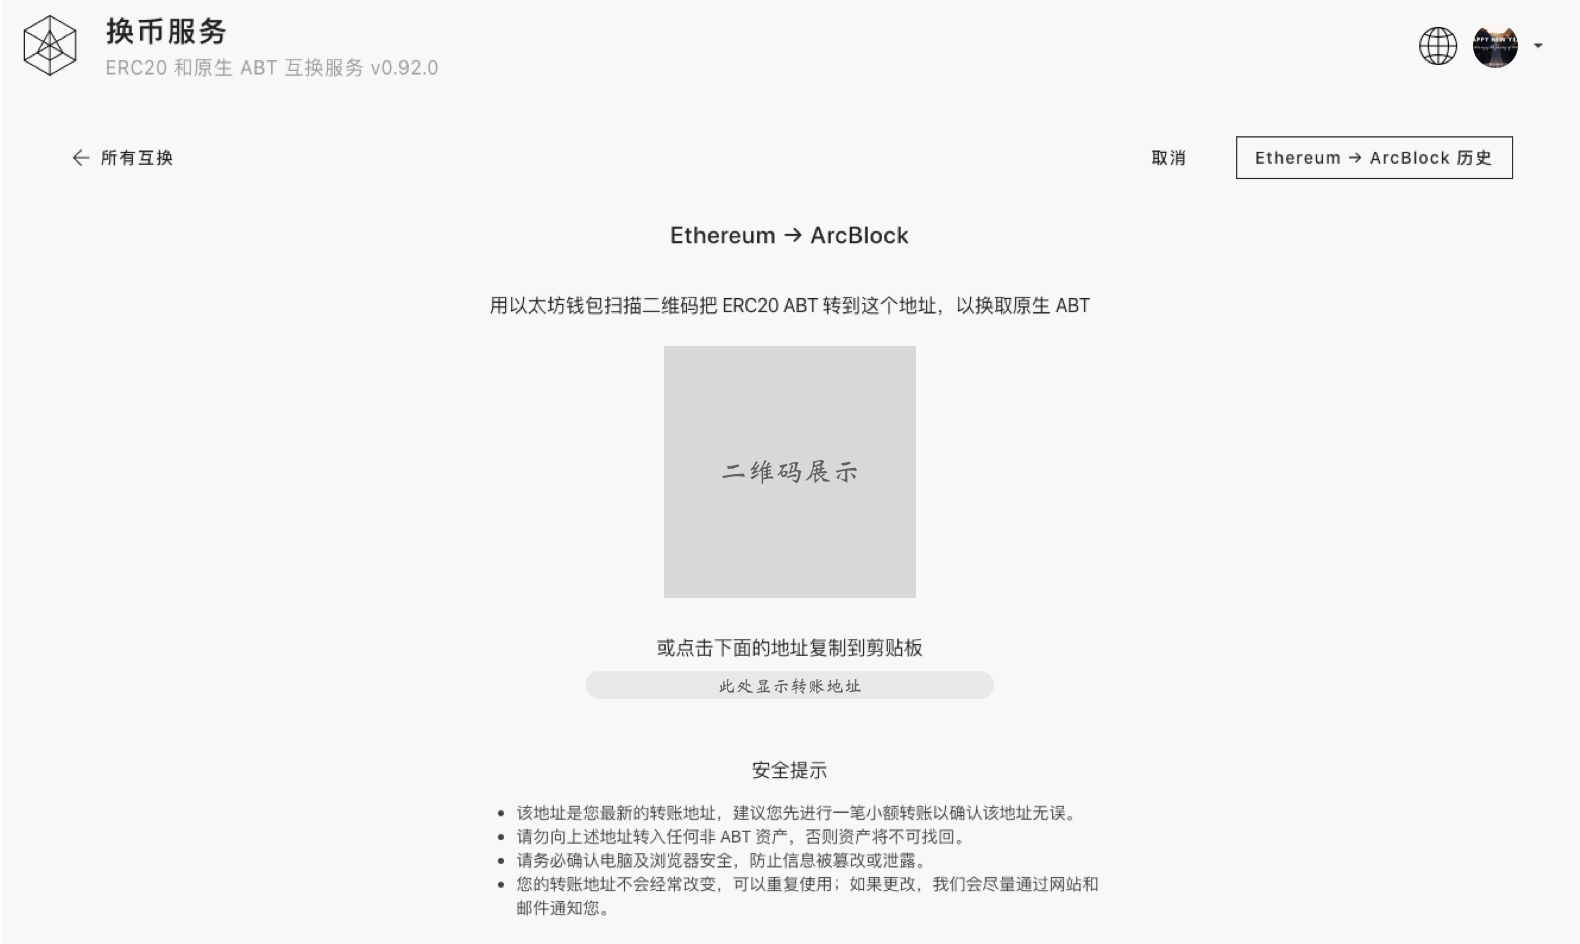 换币服务
ERC20 和原生 ABT 互换服务 v0.92.0
← 所有互换
取消
Ethereum → ArcBlock 历史
Ethereum → ArcBlock
用以太坊钱包扫描二维码把 ERC20 ABT 转到这个地址，以换取原生 ABT
二维码展示
或点击下面的地址复制到剪贴板
此处显示转账地址
安全提示
• 该地址是您最新的转账地址，建议您先进行一笔小额转账以确认该地址无误。
• 请勿向上述地址转入任何非 ABT 资产，否则资产将不可找回。
• 请务必确认电脑及浏览器安全，防止信息被篡改或泄露。
• 您的转账地址不会经常改变，可以重复使用；如果更改，我们会尽量通过网站和
邮件通知您。